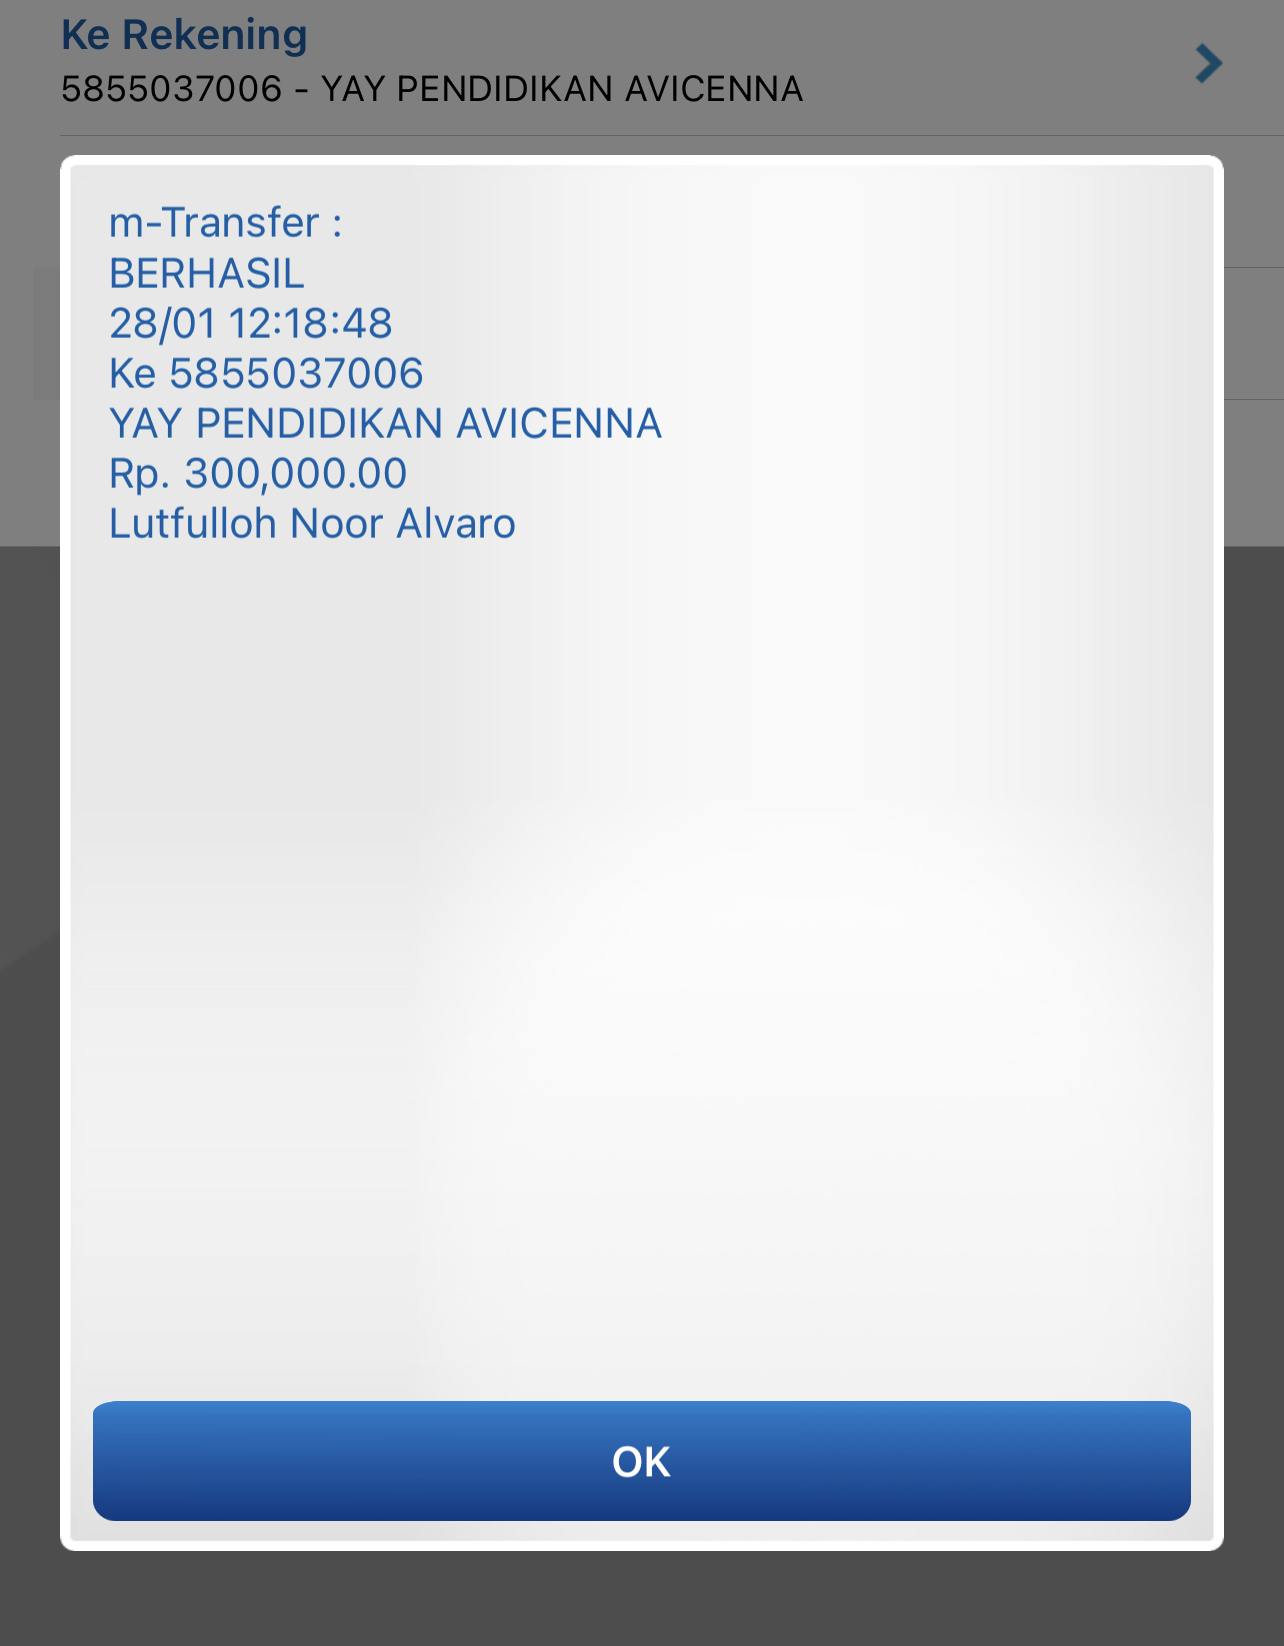 Ke Rekening
5855037006 - YAY PENDIDIKAN AVICENNA
m-Transfer :
BERHASIL
28/01 12:18:48
Ke 5855037006
YAY PENDIDIKAN AVICENNA
Rp. 300,000.00
Lutfulloh Noor Alvaro
OK